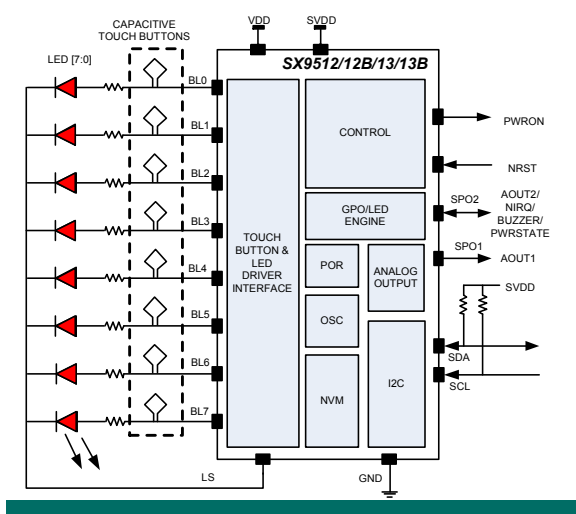 CAPACITIVE
TOUCH BUTTONS
VDD
SVDD
LED [7:0]
SX9512/12B/13/13B
BL0
BL1
BL2
BL3
BL4
BL5
BL6
BL7
TOUCH
BUTTON &
LED
DRIVER
INTERFACE
CONTROL
GPO/LED
ENGINE
POR
ANALOG
OUTPUT
OSC
NVM
I2C
PWRON
NRST
SPO2
AOUT2/
NIRQ/
BUZZER/
PWRSTATE
SPO1
AOUT1
SVDD
SDA
SCL
LS
GND